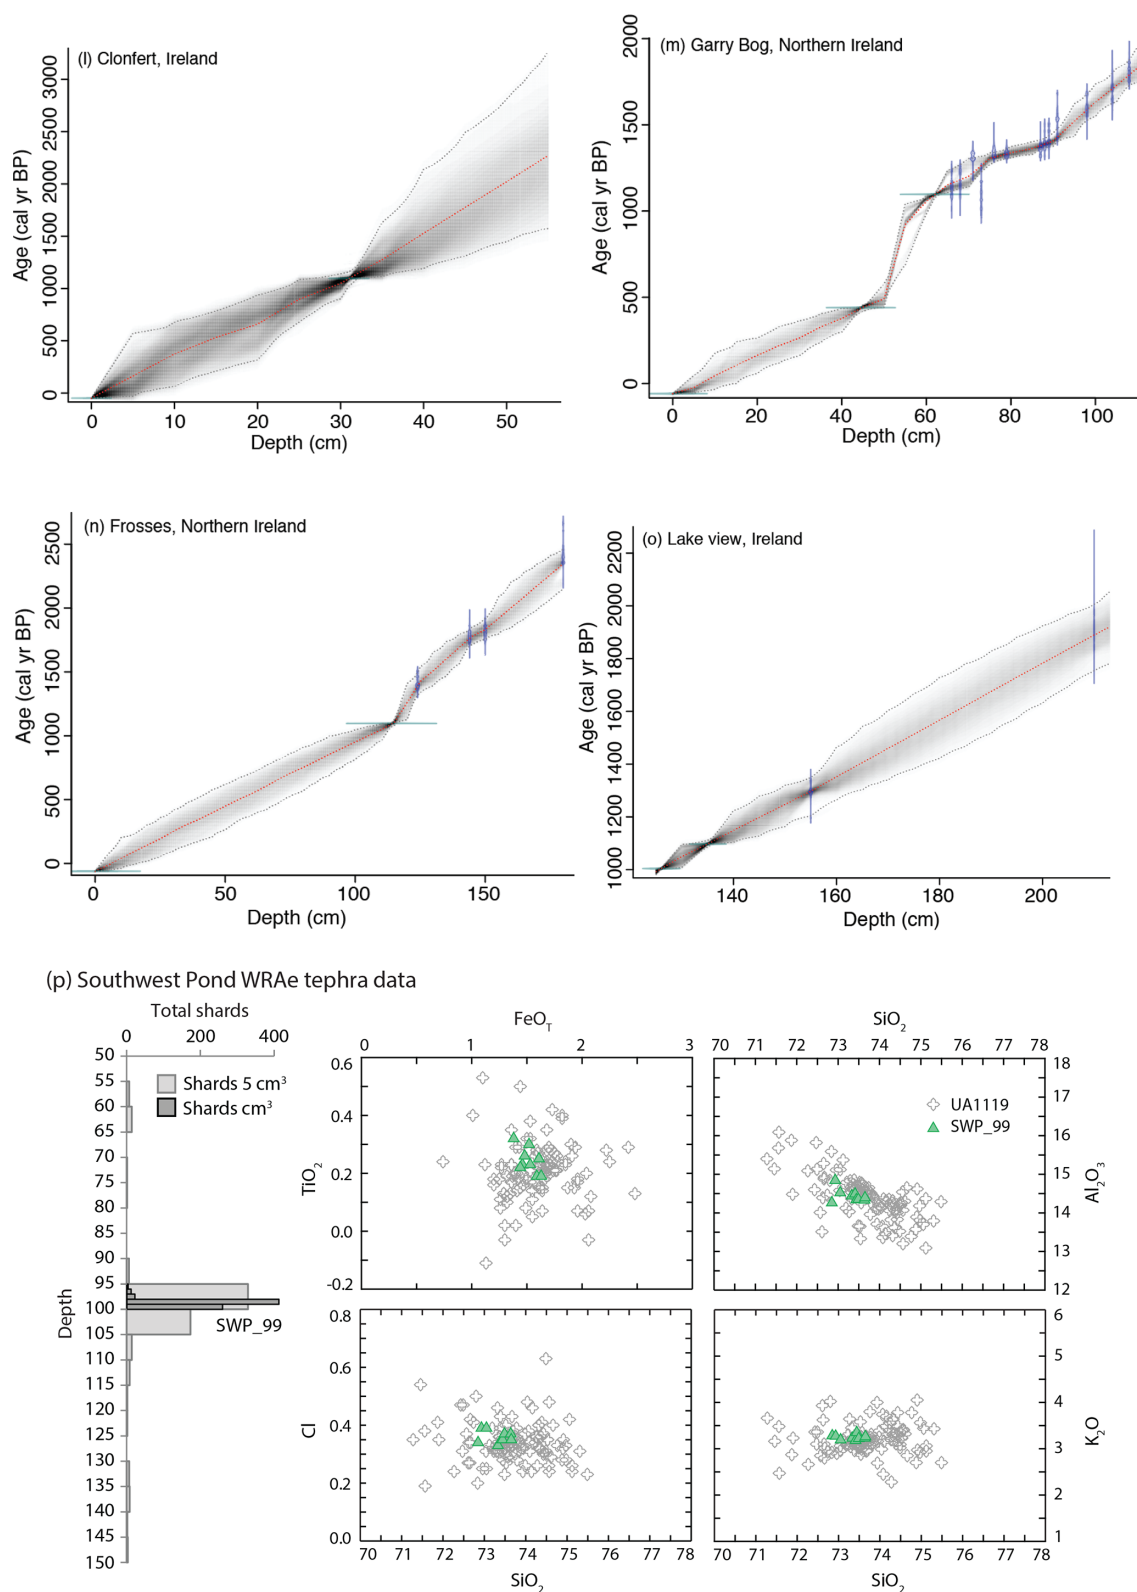 (l) Clonfert, Ireland
Age (cal yr BP)
0 500 1000 1500 2000 2500 3000
0 10 20 30 40 50
Depth (cm)
(m) Garry Bog, Northern Ireland
Age (cal yr BP)
0 500 1000 1500 2000
0 20 40 60 80 100
Depth (cm)
(n) Frosses, Northern Ireland
Age (cal yr BP)
0 500 1000 1500 2000 2500
0 50 100 150
Depth (cm)
(o) Lake view, Ireland
Age (cal yr BP)
1000 1200 1400 1600 1800 2000 2200
140 160 180 200
Depth (cm)
(p) Southwest Pond WRAe tephra data
Total shards
0 200 400
Depth
50
55
60
65
70
75
80
85
90
95
100
105
110
115
120
125
130
135
140
145
150
Shards 5 cm³
Shards cm³
SWP_99
FeO_T
0 1 2 3
TiO₂
0.6
0.4
0.2
0.0
-0.2
SiO₂
70 71 72 73 74 75 76 77 78
UA1119
SWP_99
18
17
16
15
14
13
12
Al₂O₃
Cl
0.8
0.6
0.4
0.2
0.0
70 71 72 73 74 75 76 77 78
SiO₂
6
5
4
3
2
1
K₂O
70 71 72 73 74 75 76 77 78
SiO₂